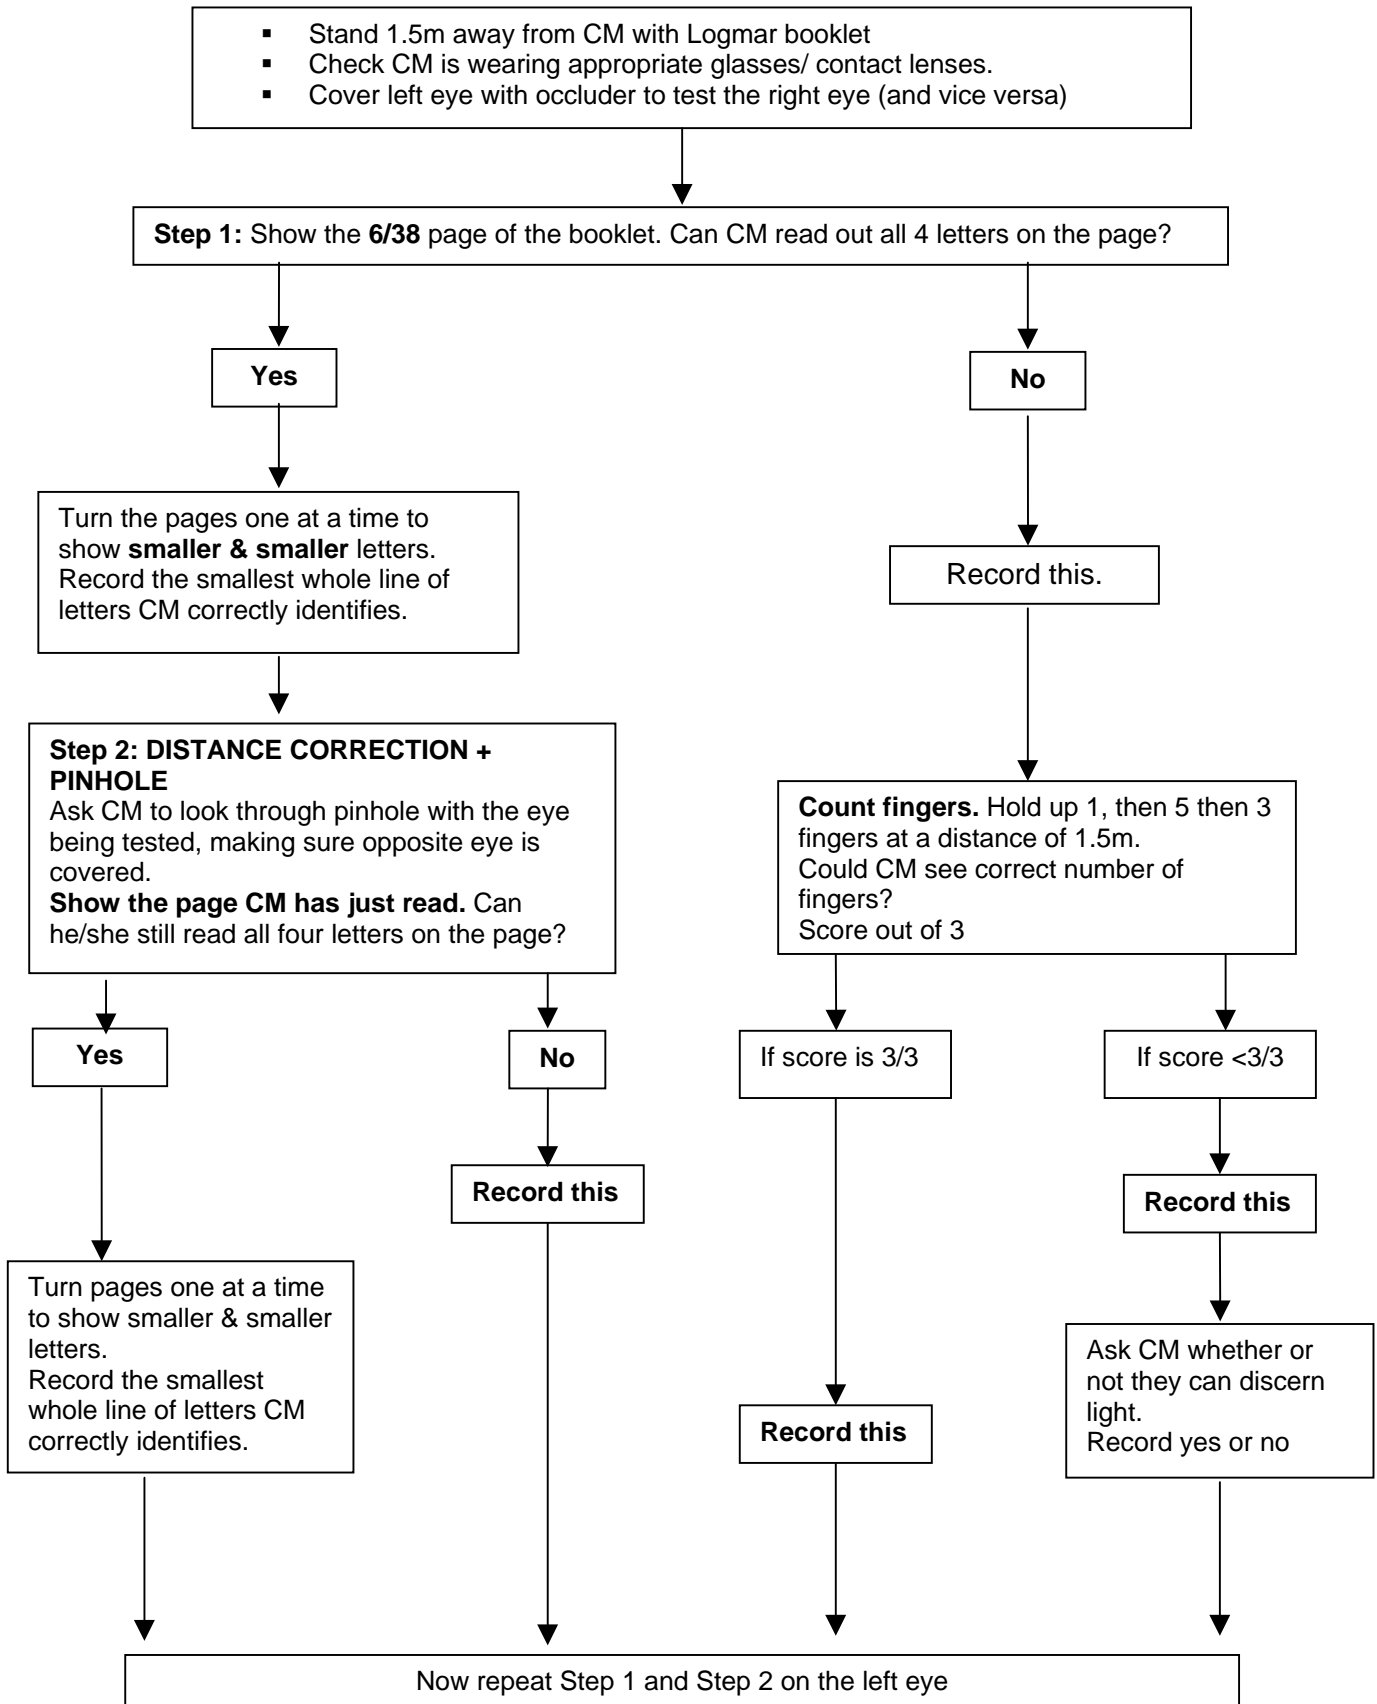 ▪ Stand 1.5m away from CM with Logmar booklet
▪ Check CM is wearing appropriate glasses/ contact lenses.
▪ Cover left eye with occluder to test the right eye (and vice versa)
Step 1: Show the 6/38 page of the booklet. Can CM read out all 4 letters on the page?
Yes
Turn the pages one at a time to
show smaller & smaller letters.
Record the smallest whole line of
letters CM correctly identifies.
Step 2: DISTANCE CORRECTION +
PINHOLE
Ask CM to look through pinhole with the eye
being tested, making sure opposite eye is
covered.
Show the page CM has just read. Can
he/she still read all four letters on the page?
Yes
Turn pages one at a time
to show smaller & smaller
letters.
Record the smallest
whole line of letters CM
correctly identifies.
No
Record this
No
Record this.
Count fingers. Hold up 1, then 5 then 3
fingers at a distance of 1.5m.
Could CM see correct number of
fingers?
Score out of 3
If score is 3/3
Record this
If score <3/3
Record this
Ask CM whether or
not they can discern
light.
Record yes or no
Now repeat Step 1 and Step 2 on the left eye